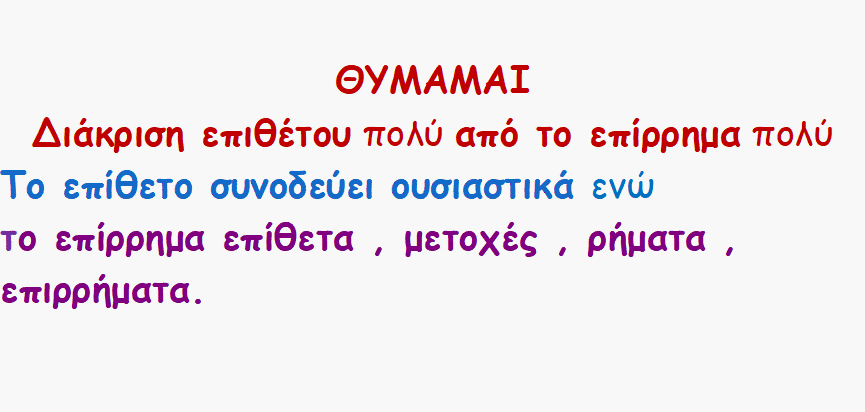 ΘΥΜΑΜΑΙ
Διάκριση επιθέτου πολύ από το επίρρημα πολύ
Το επίθετο συνοδεύει ουσιαστικά ενώ
το επίρρημα επίθετα , μετοχές , ρήματα ,
επιρρήματα.